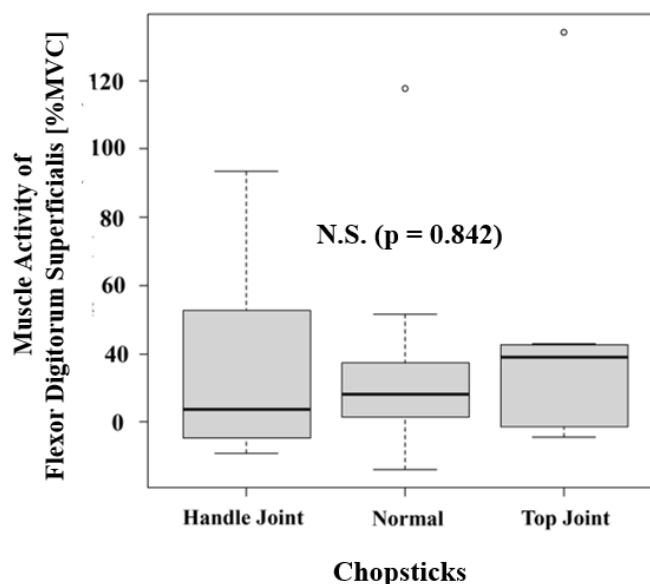 Muscle Activity of
Flexor Digitorum Superficialis [%MVC]
120
100
80
60
40
0
N.S. (p = 0.842)
Handle Joint Normal Top Joint
Chopsticks